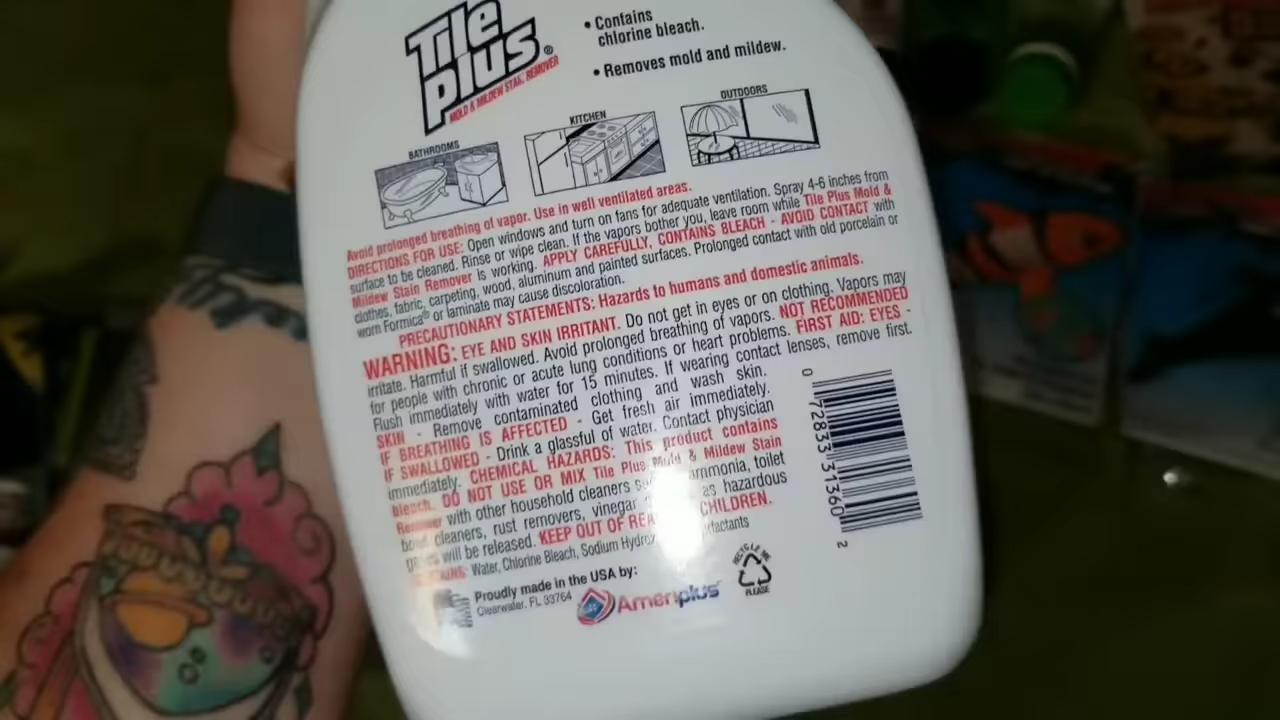 Tile
Plus®
MOLD & MILDEW STAIN REMOVER
• Contains
chlorine bleach.
• Removes mold and mildew.
BATHROOMS
KITCHEN
OUTDOORS
Avoid prolonged breathing of vapor. Use in well ventilated areas.
DIRECTIONS FOR USE: Open windows and turn on fans for adequate ventilation. Spray 4-6 inches from
surface to be cleaned. Rinse or wipe clean. If the vapors bother you, leave room while Tile Plus Mold &
Mildew Stain Remover is working. APPLY CAREFULLY, CONTAINS BLEACH - AVOID CONTACT with
clothes, fabric, carpeting, wood, aluminum and painted surfaces. Prolonged contact with old porcelain or
worn Formica® or laminate may cause discoloration.
PRECAUTIONARY STATEMENTS: Hazards to humans and domestic animals.
WARNING: EYE AND SKIN IRRITANT. Do not get in eyes or on clothing. Vapors may
irritate. Harmful if swallowed. Avoid prolonged breathing of vapors. NOT RECOMMENDED
for people with chronic or acute lung conditions or heart problems. FIRST AID: EYES -
Flush immediately with water for 15 minutes. If wearing contact lenses, remove first.
SKIN - Remove contaminated clothing and wash skin.
IF BREATHING IS AFFECTED - Get fresh air immediately.
IF SWALLOWED - Drink a glassful of water. Contact physician
immediately. CHEMICAL HAZARDS: This product contains
bleach. DO NOT USE OR MIX Tile Plus Mold & Mildew Stain
Remover with other household cleaners ammonia, toilet
bowl cleaners, rust removers, vinegar as hazardous
gases will be released. KEEP OUT OF REACH CHILDREN.
CONTAINS: Water, Chlorine Bleach, Sodium
Proudly made in the USA by:
Clearwater, FL 33764
Ameriplus
RECYCLE ME
PLEASE
0 72833 31360 2